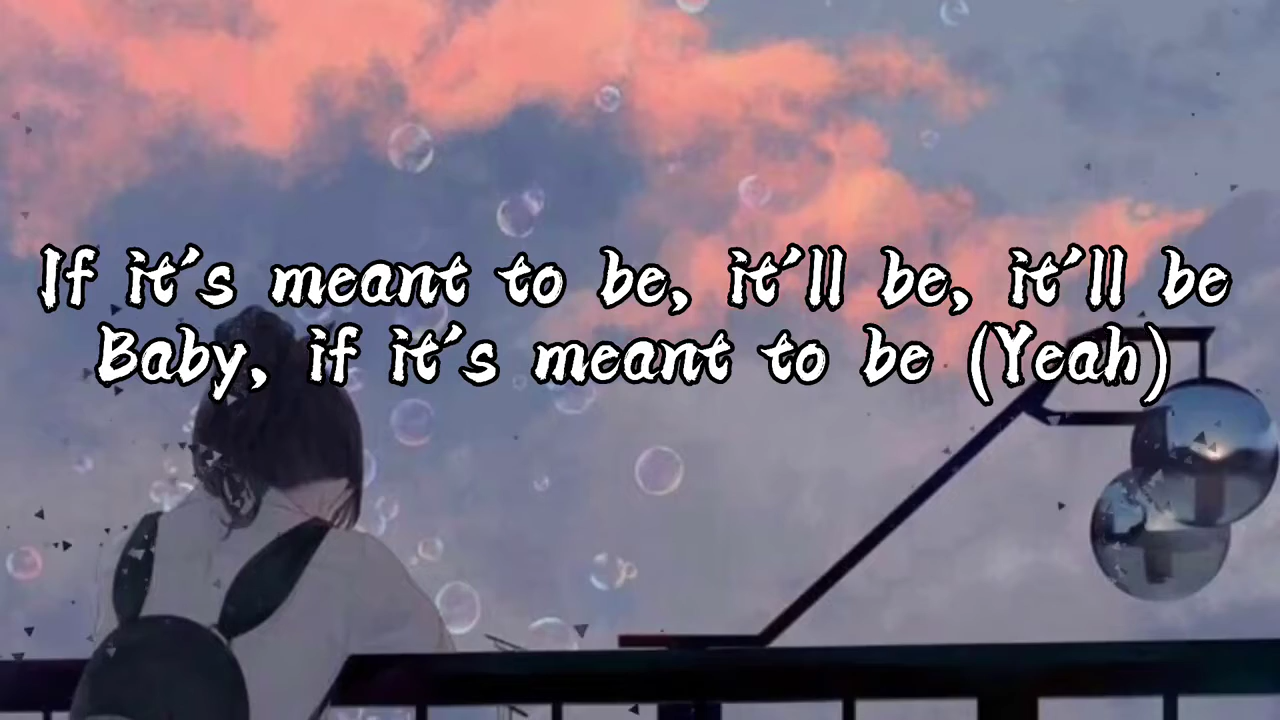 If it's meant to be, it'll be, it'll be
Baby, if it's meant to be (Yeah)